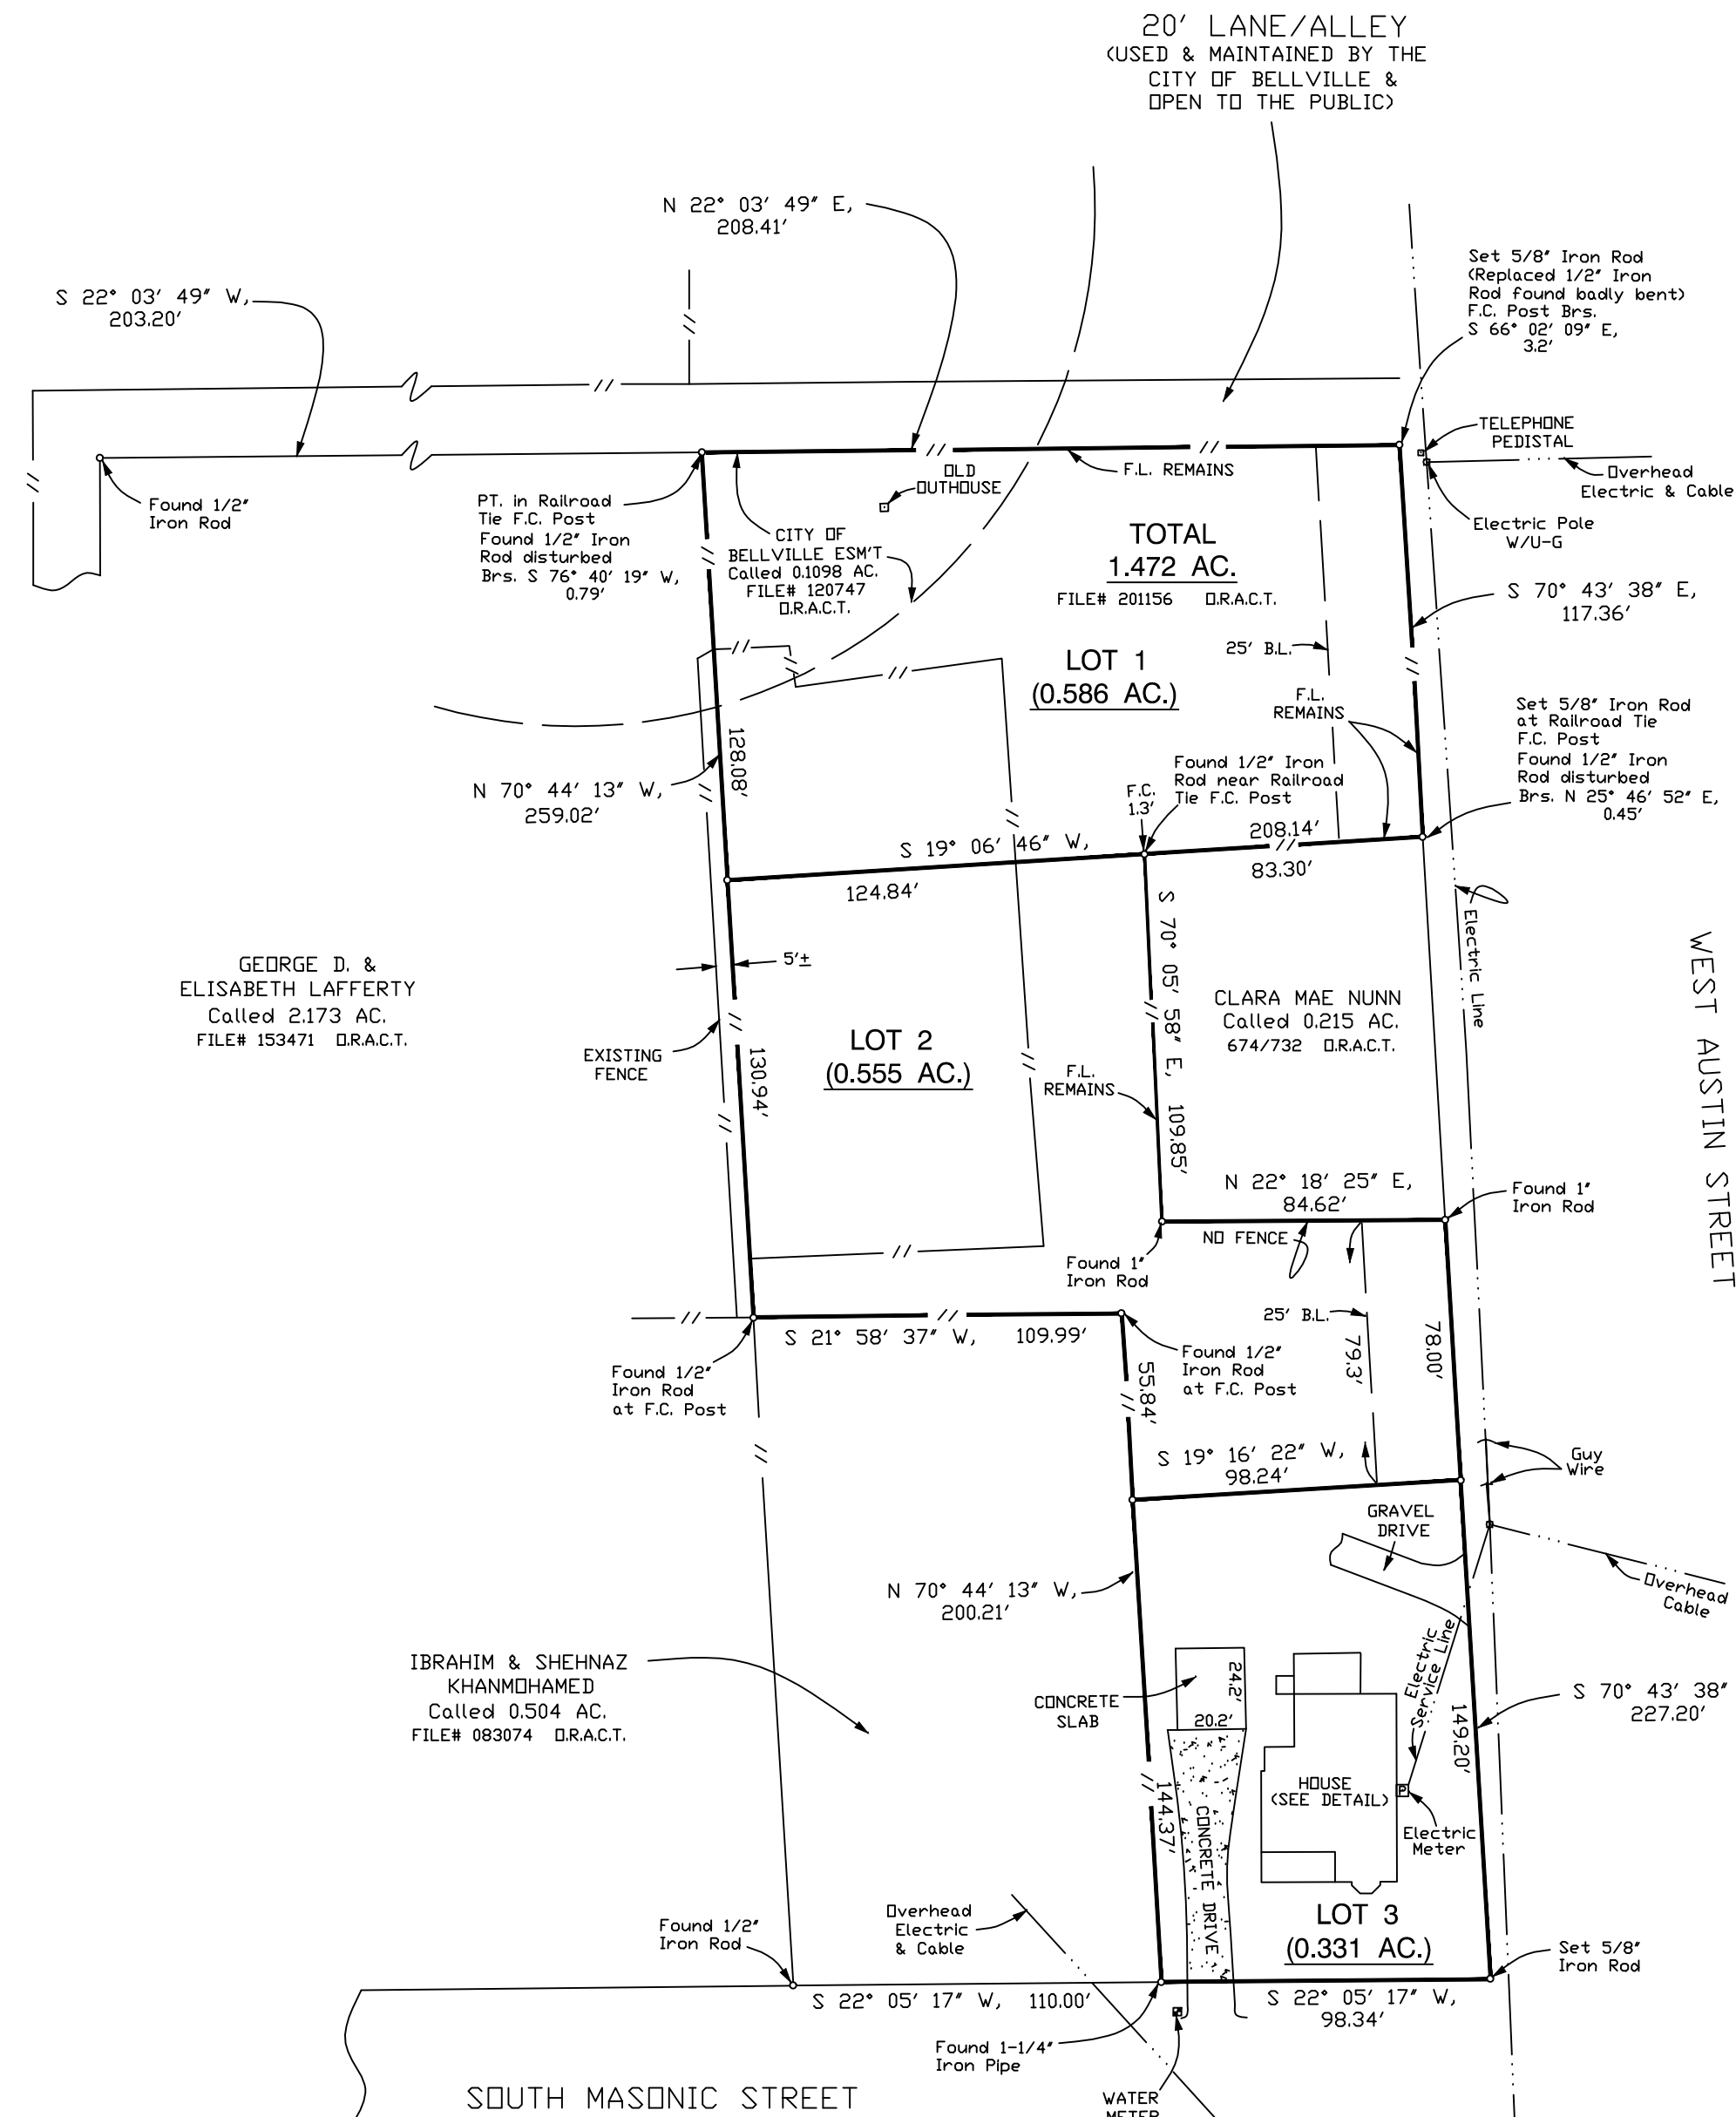 20' LANE/ALLEY
(USED & MAINTAINED BY THE
CITY OF BELLVILLE &
OPEN TO THE PUBLIC)
N 22° 03' 49" E,
208.41'
S 22° 03' 49" W,
203.20'
Set 5/8" Iron Rod
(Replaced 1/2" Iron
Rod found badly bent)
F.C. Post Brs.
S 66° 02' 09" E,
3.2'
TELEPHONE
PEDISTAL
Overhead
Electric & Cable
Electric Pole
W/U-G
Found 1/2"
Iron Rod
PT. in Railroad
Tie F.C. Post
Found 1/2" Iron
Rod disturbed
Brs. S 76° 40' 19" W,
0.79'
OLD
OUTHOUSE
F.L. REMAINS
CITY OF
BELLVILLE ESM'T
Called 0.1098 AC.
FILE# 120747
O.R.A.C.T.
TOTAL
1.472 AC.
FILE# 201156 O.R.A.C.T.
S 70° 43' 38" E,
117.36'
25' B.L.
LOT 1
(0.586 AC.)
F.L.
REMAINS
Set 5/8" Iron Rod
at Railroad Tie
F.C. Post
Found 1/2" Iron
Rod disturbed
Brs. N 25° 46' 52" E,
0.45'
128.08'
N 70° 44' 13" W,
259.02'
Found 1/2" Iron
Rod near Railroad
Tie F.C. Post
F.C.
1.3'
S 19° 06' 46" W,
208.14'
124.84'
83.30'
Electric Line
WEST AUSTIN STREET
GEORGE D. &
ELISABETH LAFFERTY
Called 2.173 AC.
FILE# 153471 O.R.A.C.T.
5'±
S 70° 05' 58" E, 109.85'
CLARA MAE NUNN
Called 0.215 AC.
674/732 O.R.A.C.T.
LOT 2
(0.555 AC.)
EXISTING
FENCE
130.94'
F.L.
REMAINS
N 22° 18' 25" E,
84.62'
Found 1"
Iron Rod
NO FENCE
Found 1"
Iron Rod
25' B.L.
79.3'
78.00'
S 21° 58' 37" W, 109.99'
Found 1/2"
Iron Rod
at F.C. Post
Found 1/2"
Iron Rod
at F.C. Post
55.84'
S 19° 16' 22" W,
98.24'
Guy
Wire
GRAVEL
DRIVE
Overhead
Cable
N 70° 44' 13" W,
200.21'
IBRAHIM & SHEHNAZ
KHANMOHAMED
Called 0.504 AC.
FILE# 083074 O.R.A.C.T.
CONCRETE
SLAB
24.2'
20.2'
Electric
Service Line
149.20'
S 70° 43' 38"
227.20'
HOUSE
(SEE DETAIL)
P
Electric
Meter
144.37'
CONCRETE DRIVE
LOT 3
(0.331 AC.)
Overhead
Electric
& Cable
Found 1/2"
Iron Rod
Set 5/8"
Iron Rod
S 22° 05' 17" W, 110.00'
S 22° 05' 17" W,
98.34'
Found 1-1/4"
Iron Pipe
SOUTH MASONIC STREET
WATER
METER